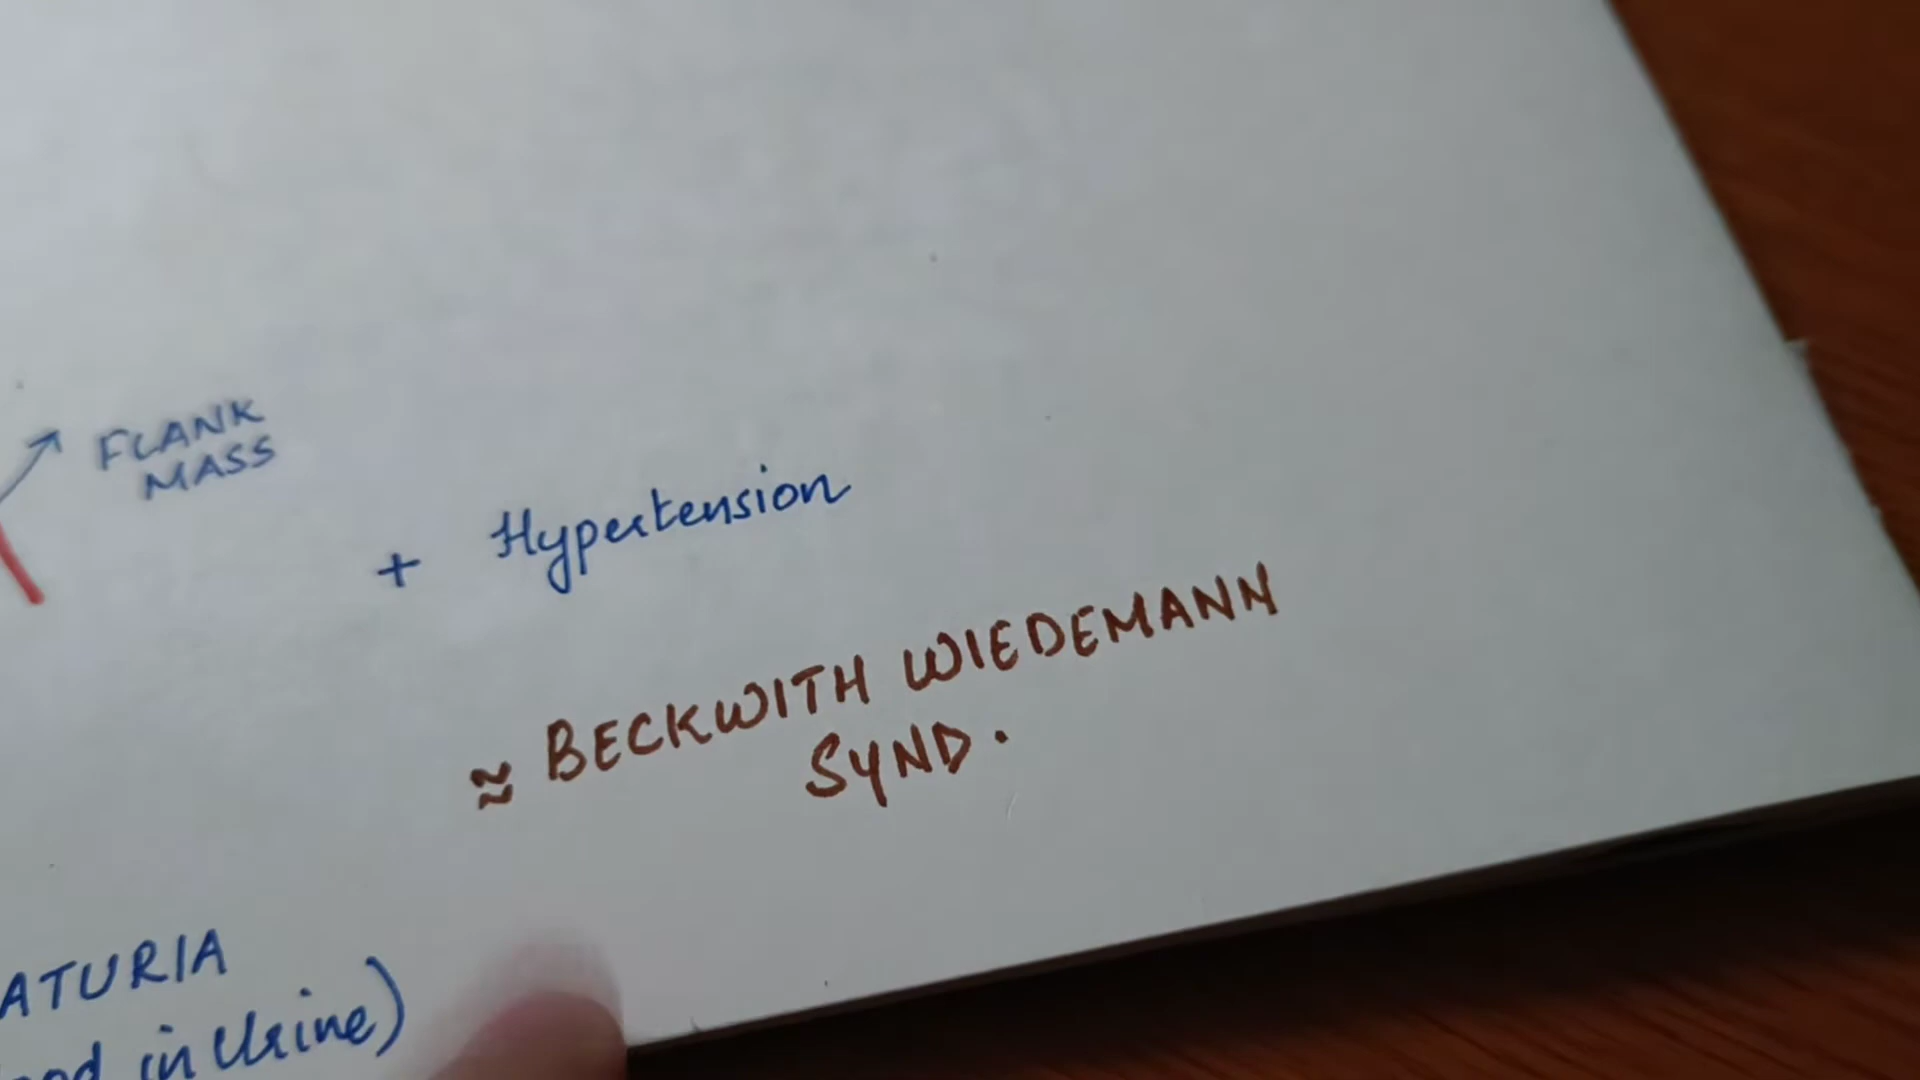 FLANK
MASS
+ Hypertension
≈ BECKWITH WIEDEMANN
SYND.
ATURIA
in Urine)